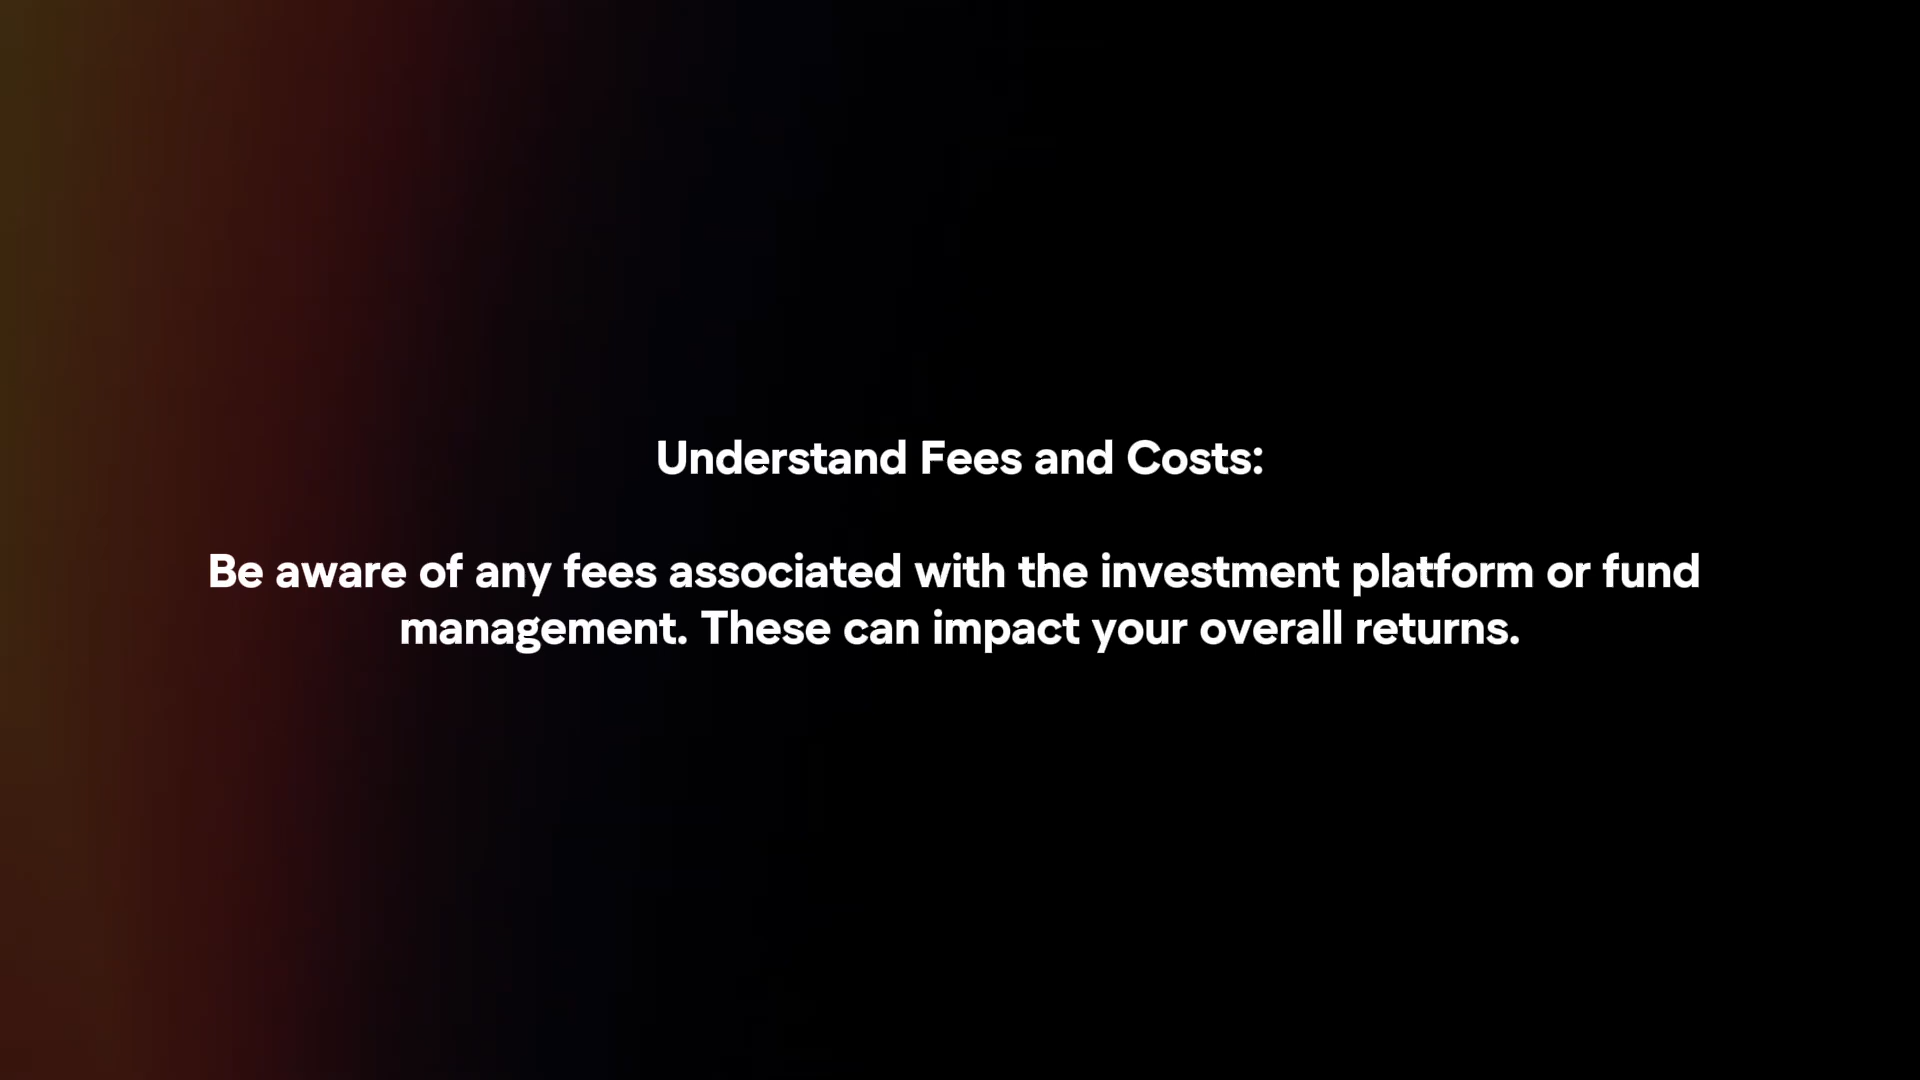 Understand Fees and Costs:
Be aware of any fees associated with the investment platform or fund
management. These can impact your overall returns.